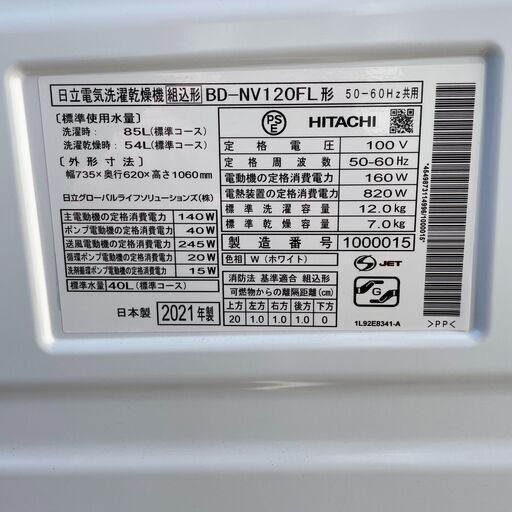 日立電気洗濯乾燥機 組込形 BD-NV120FL形 50-60Hz共用
〔標準使用水量〕
洗濯時: 85L(標準コース)
洗濯乾燥時: 54L(標準コース)
〔外形寸法〕
幅735×奥行620×高さ1060mm
日立グローバルライフソリューションズ(株)
主電動機の定格消費電力 140W
ポンプ電動機の定格消費電力 40W
送風電動機の定格消費電力 245W
循環ポンプ電動機の定格消費電力 20W
洗剤循環ポンプ電動機の定格消費電力 15W
標準水量 40L(標準コース)
日本製 2021年製
PSE HITACHI
定格電圧 100V
定格周波数 50-60Hz
電動機の定格消費電力 160W
電熱装置の定格消費電力 820W
標準洗濯容量 12.0kg
標準乾燥容量 7.0kg
製造番号 1000015
色柄 W(ホワイト)
S JET
消防法 基準適合 組込形
可燃物からの離隔距離(cm)
上方 左方 右方 後方 下方
20 1.0 1.0 1.0 0
G
1L92E8341-A
>PP<